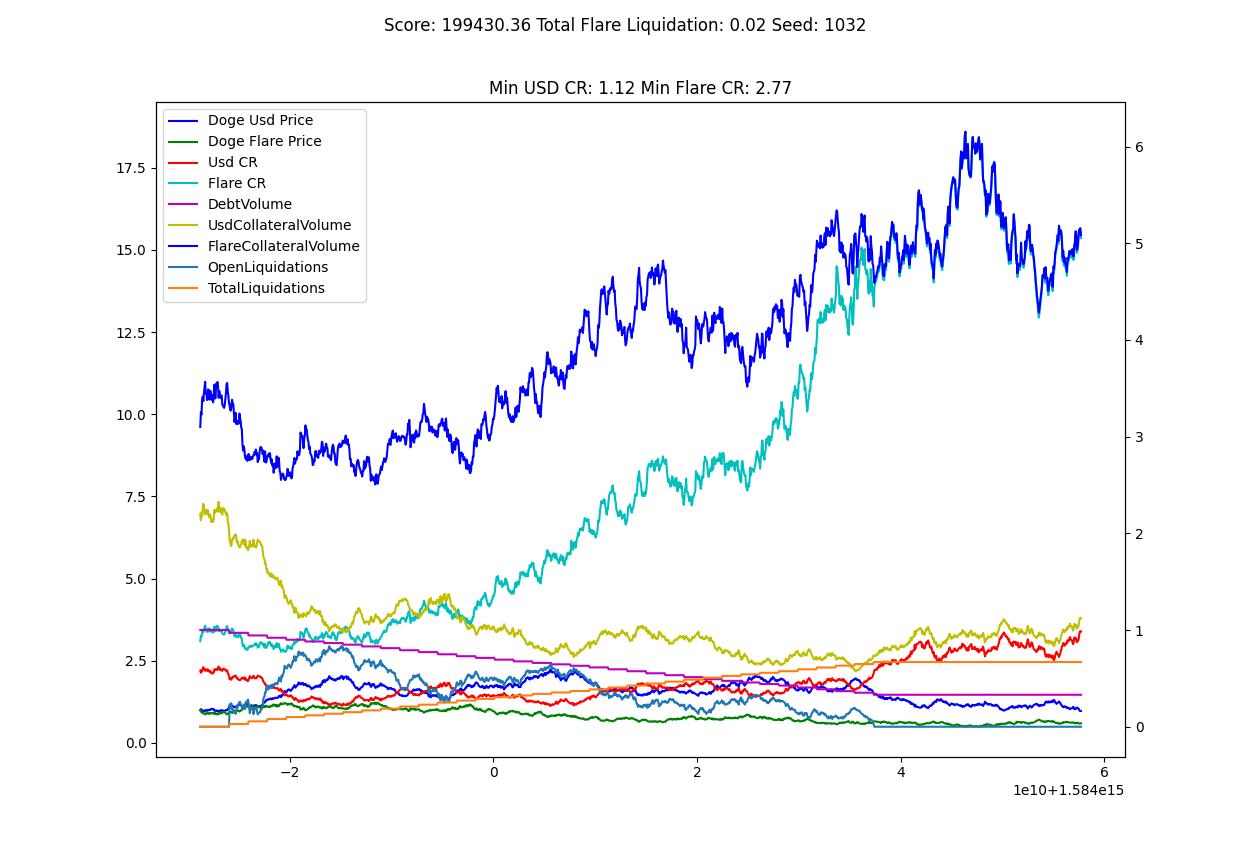 Score: 199430.36 Total Flare Liquidation: 0.02 Seed: 1032
Min USD CR: 1.12 Min Flare CR: 2.77
Doge Usd Price
Doge Flare Price
Usd CR
Flare CR
DebtVolume
UsdCollateralVolume
FlareCollateralVolume
OpenLiquidations
TotalLiquidations
17.5
15.0
12.5
10.0
7.5
5.0
2.5
0.0
6
5
4
3
2
1
0
−2
0
2
4
6
1e10+1.584e15